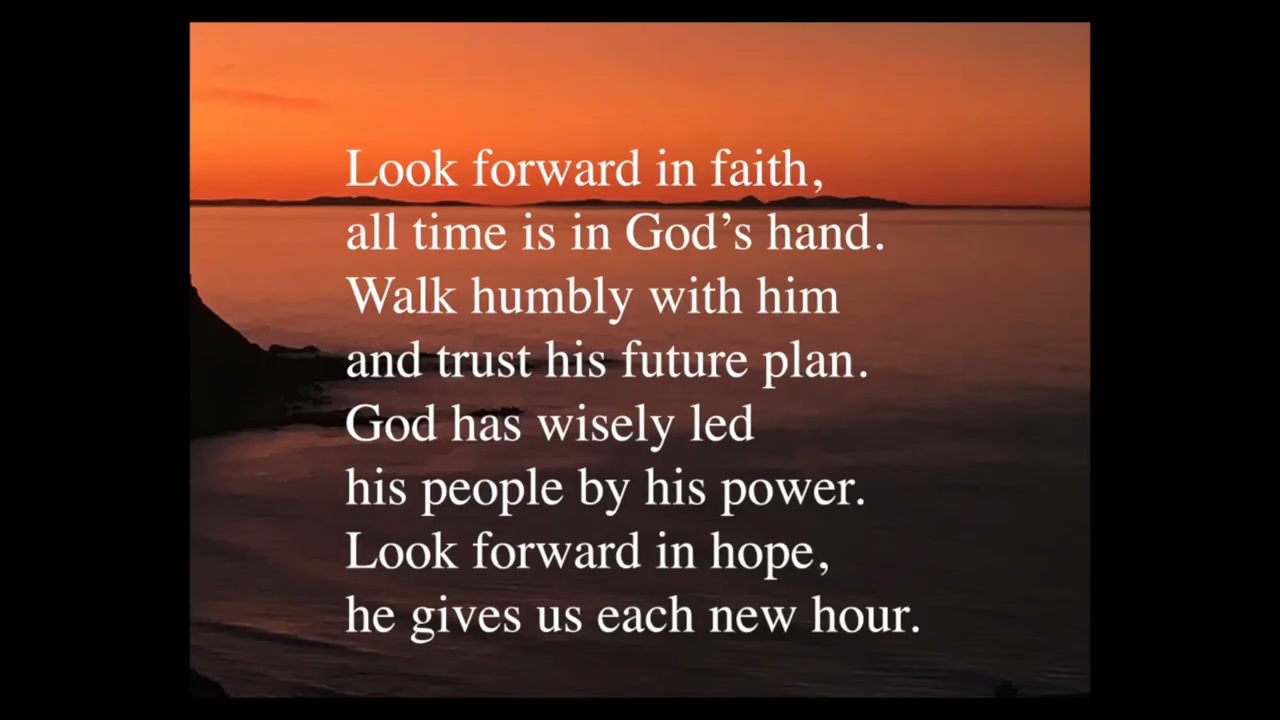 Look forward in faith,
all time is in God’s hand.
Walk humbly with him
and trust his future plan.
God has wisely led
his people by his power.
Look forward in hope,
he gives us each new hour.